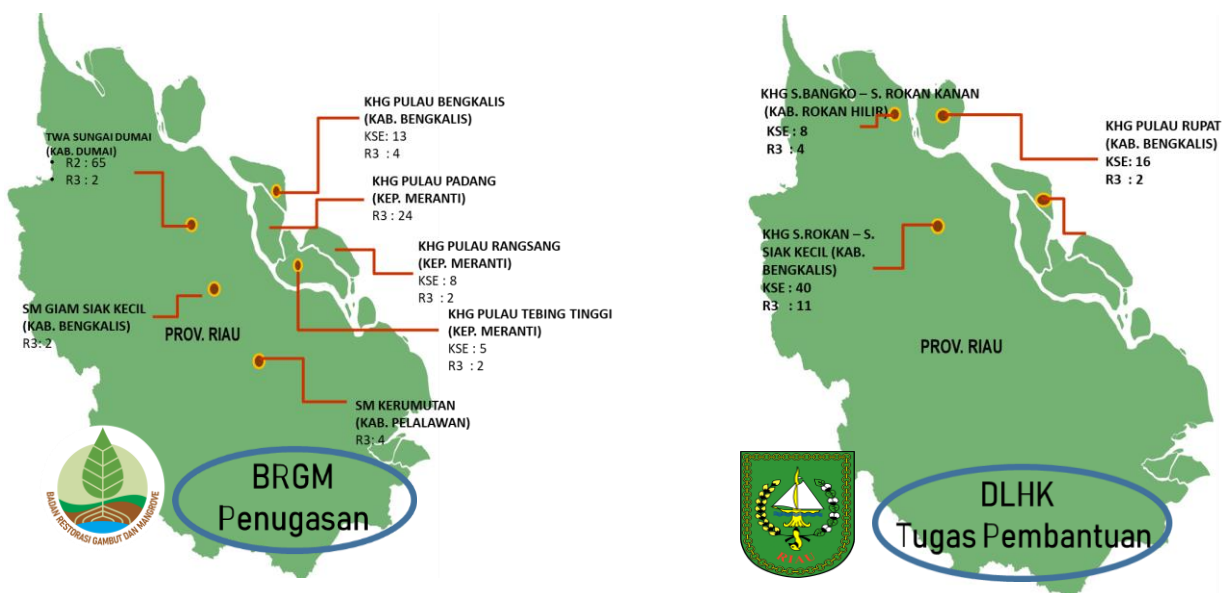 TWA SUNGAI DUMAI
(KAB. DUMAI)
• R2 : 65
• R3 : 2
KHG PULAU BENGKALIS
(KAB. BENGKALIS)
KSE: 13
R3 : 4
KHG PULAU PADANG
(KEP. MERANTI)
R3 : 24
KHG PULAU RANGSANG
(KEP. MERANTI)
KSE : 8
R3 : 2
KHG PULAU TEBING TINGGI
(KEP. MERANTI)
KSE : 5
R3 : 2
SM GIAM SIAK KECIL
(KAB. BENGKALIS)
R3: 2
PROV. RIAU
SM KERUMUTAN
(KAB. PELALAWAN)
R3: 4
BADAN RESTORASI GAMBUT DAN MANGROVE
BRGM
Penugasan
KHG S.BANGKO – S. ROKAN KANAN
(KAB. ROKAN HILIR)
KSE : 8
R3 : 4
KHG PULAU RUPAT
(KAB. BENGKALIS)
KSE: 16
R3 : 2
KHG S.ROKAN – S.
SIAK KECIL (KAB.
BENGKALIS)
KSE : 40
R3 : 11
PROV. RIAU
RIAU
DLHK
Tugas Pembantuan